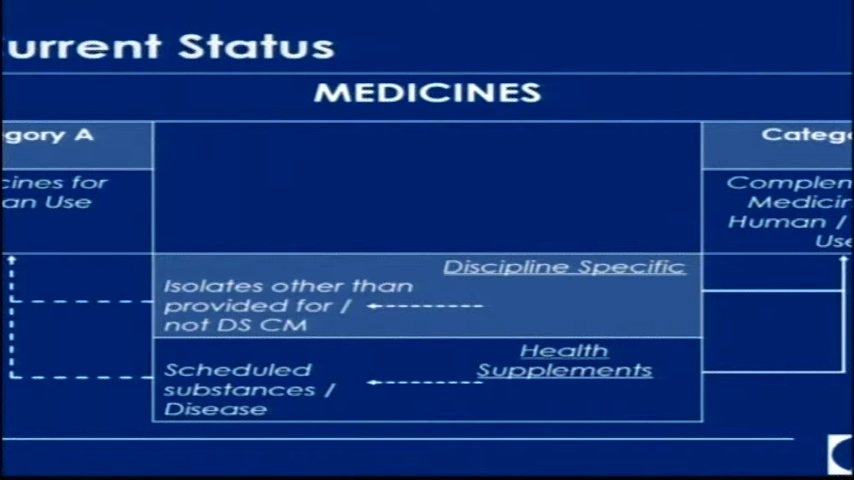 urrent Status
MEDICINES
gory A
Catego
cines for
an Use
Complen
Medicin
Human /
Use
Discipline Specific
Isolates other than
provided for /
not DS CM
Health
Supplements
Scheduled
substances /
Disease